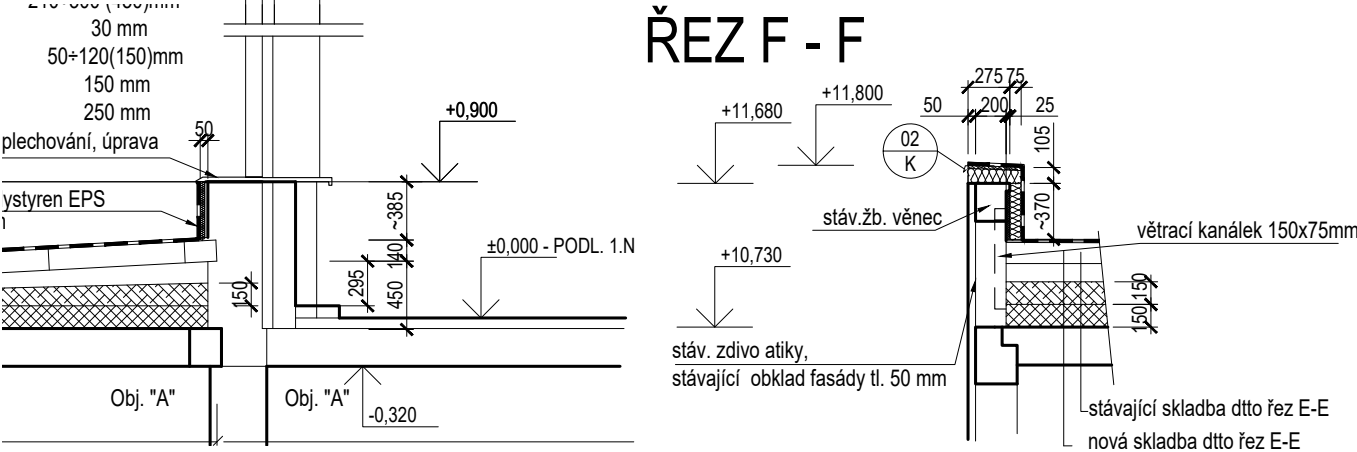 30 mm
50÷120(150)mm
150 mm
250 mm
50
plechování, úprava
ystyren EPS
+0,900
~385
140
±0,000 - PODL. 1.N
150
295
450
Obj. "A"
Obj. "A"
-0,320
ŘEZ F - F
275 75
+11,800
+11,680
50
200
25
02
K
105
stáv.žb. věnec
~370
větrací kanálek 150x75mm
+10,730
150
150
stáv. zdivo atiky,
stávající obklad fasády tl. 50 mm
stávající skladba dtto řez E-E
nová skladba dtto řez E-E